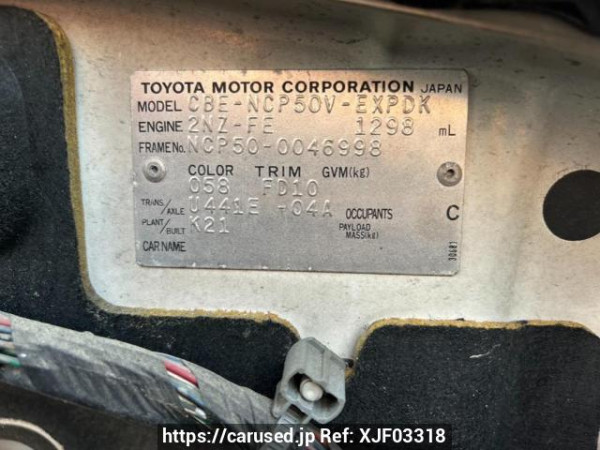 TOYOTA MOTOR CORPORATION JAPAN
MODEL CBE-NCP50V-EXPDK
ENGINE 2NZ-FE 1298 mL
FRAME No. NCP50-0046998
COLOR TRIM GVM(kg)
058 FD10
TRANS/AXLE U441E -04A OCCUPANTS C
PLANT/BUILT K21 PAYLOAD MASS(kg)
CAR NAME
https://carused.jp Ref: XJF03318